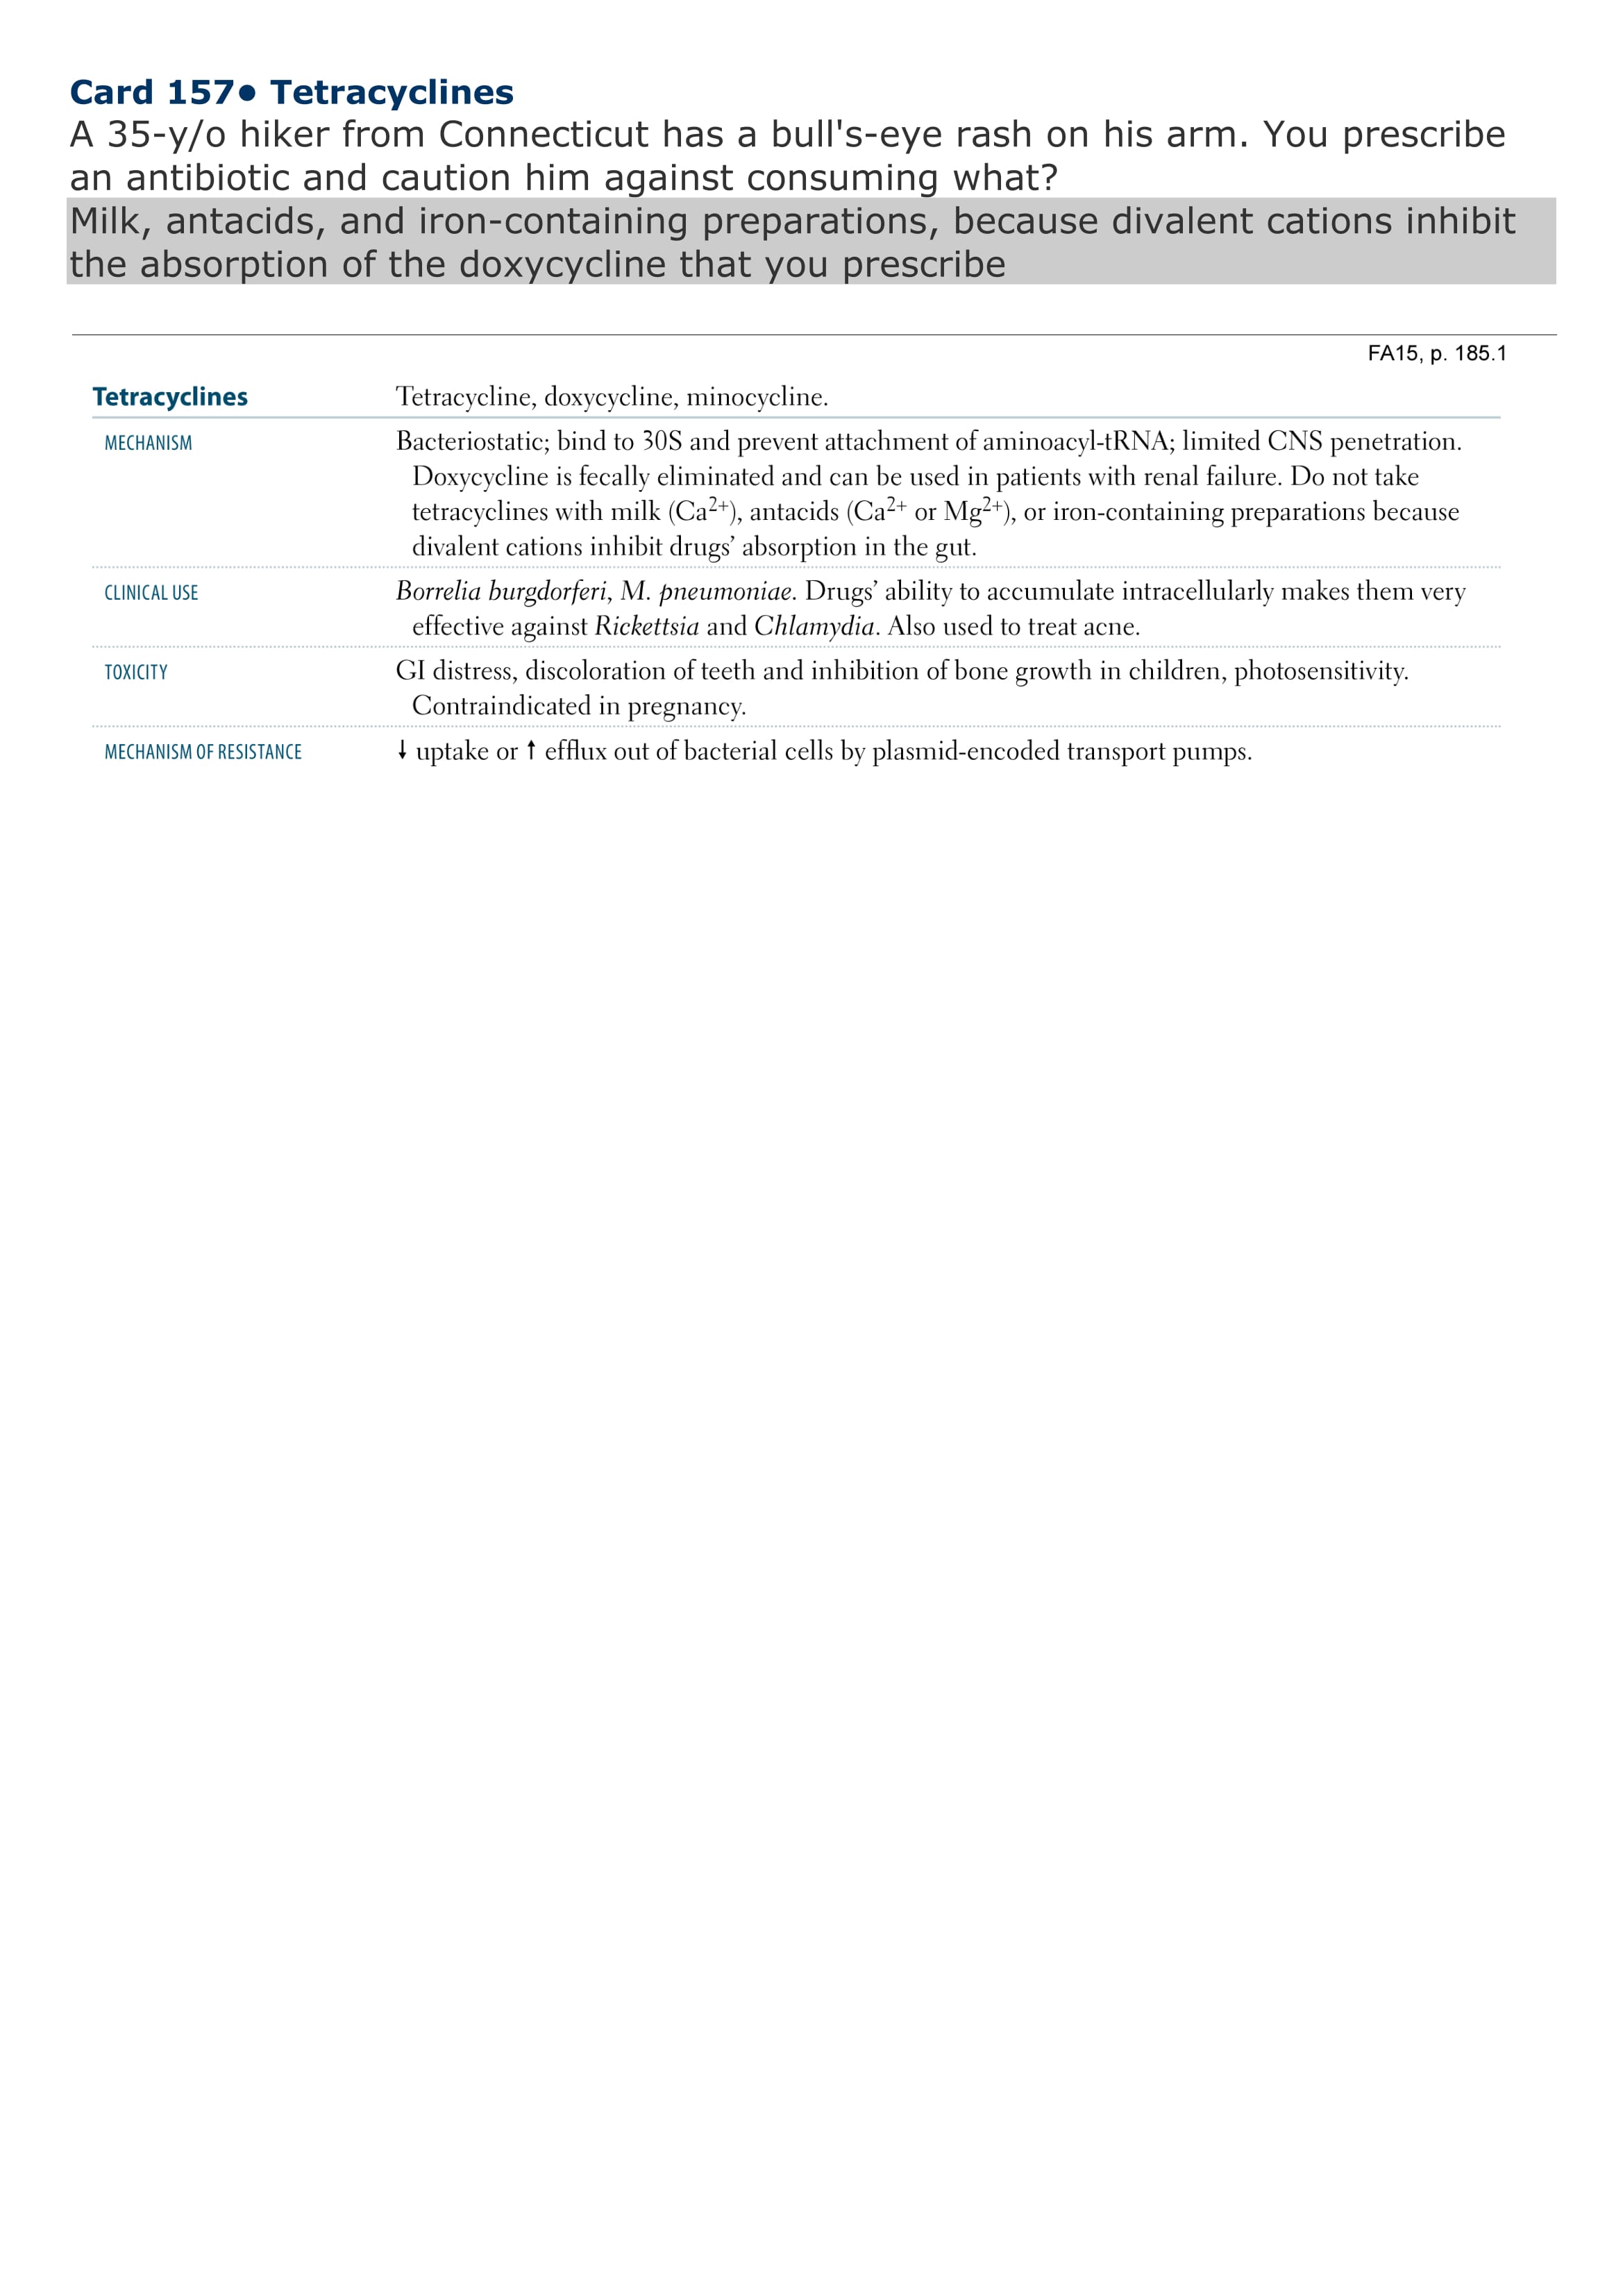 Card 157● Tetracyclines
A 35-y/o hiker from Connecticut has a bull's-eye rash on his arm. You prescribe
an antibiotic and caution him against consuming what?
Milk, antacids, and iron-containing preparations, because divalent cations inhibit
the absorption of the doxycycline that you prescribe
FA15, p. 185.1
Tetracyclines Tetracycline, doxycycline, minocycline.
MECHANISM Bacteriostatic; bind to 30S and prevent attachment of aminoacyl-tRNA; limited CNS penetration.
Doxycycline is fecally eliminated and can be used in patients with renal failure. Do not take
tetracyclines with milk (Ca²⁺), antacids (Ca²⁺ or Mg²⁺), or iron-containing preparations because
divalent cations inhibit drugs’ absorption in the gut.
CLINICAL USE Borrelia burgdorferi, M. pneumoniae. Drugs’ ability to accumulate intracellularly makes them very
effective against Rickettsia and Chlamydia. Also used to treat acne.
TOXICITY GI distress, discoloration of teeth and inhibition of bone growth in children, photosensitivity.
Contraindicated in pregnancy.
MECHANISM OF RESISTANCE ↓ uptake or ↑ efflux out of bacterial cells by plasmid-encoded transport pumps.